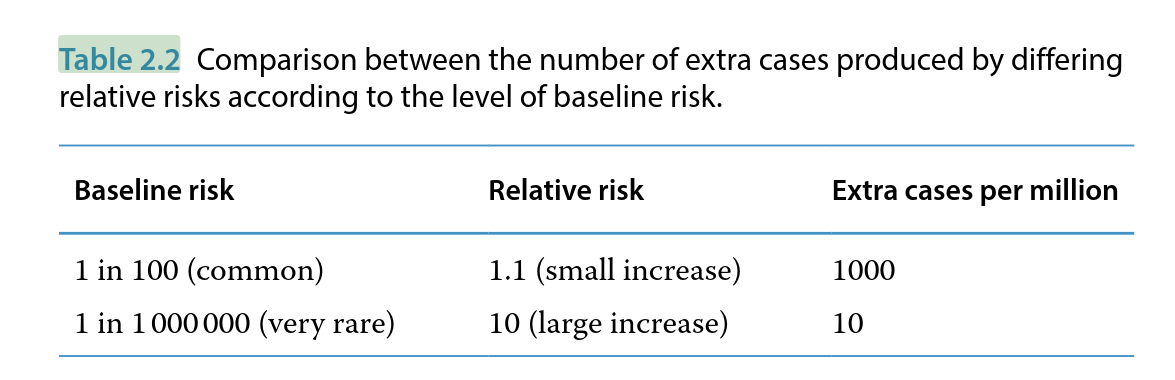 Table 2.2 Comparison between the number of extra cases produced by differing
relative risks according to the level of baseline risk.
Baseline risk Relative risk Extra cases per million
1 in 100 (common) 1.1 (small increase) 1000
1 in 1 000 000 (very rare) 10 (large increase) 10